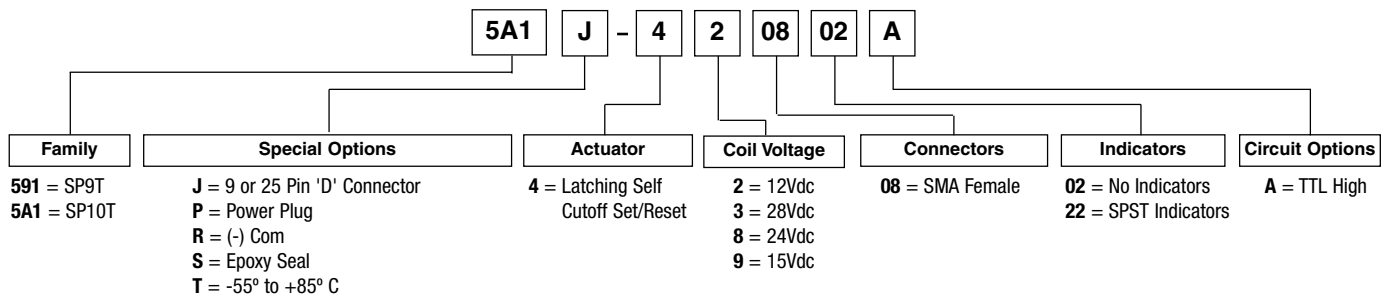 5A1 J - 4 2 08 02 A
Family
591 = SP9T
5A1 = SP10T
Special Options
J = 9 or 25 Pin 'D' Connector
P = Power Plug
R = (-) Com
S = Epoxy Seal
T = -55º to +85º C
Actuator
4 = Latching Self
Cutoff Set/Reset
Coil Voltage
2 = 12Vdc
3 = 28Vdc
8 = 24Vdc
9 = 15Vdc
Connectors
08 = SMA Female
Indicators
02 = No Indicators
22 = SPST Indicators
Circuit Options
A = TTL High